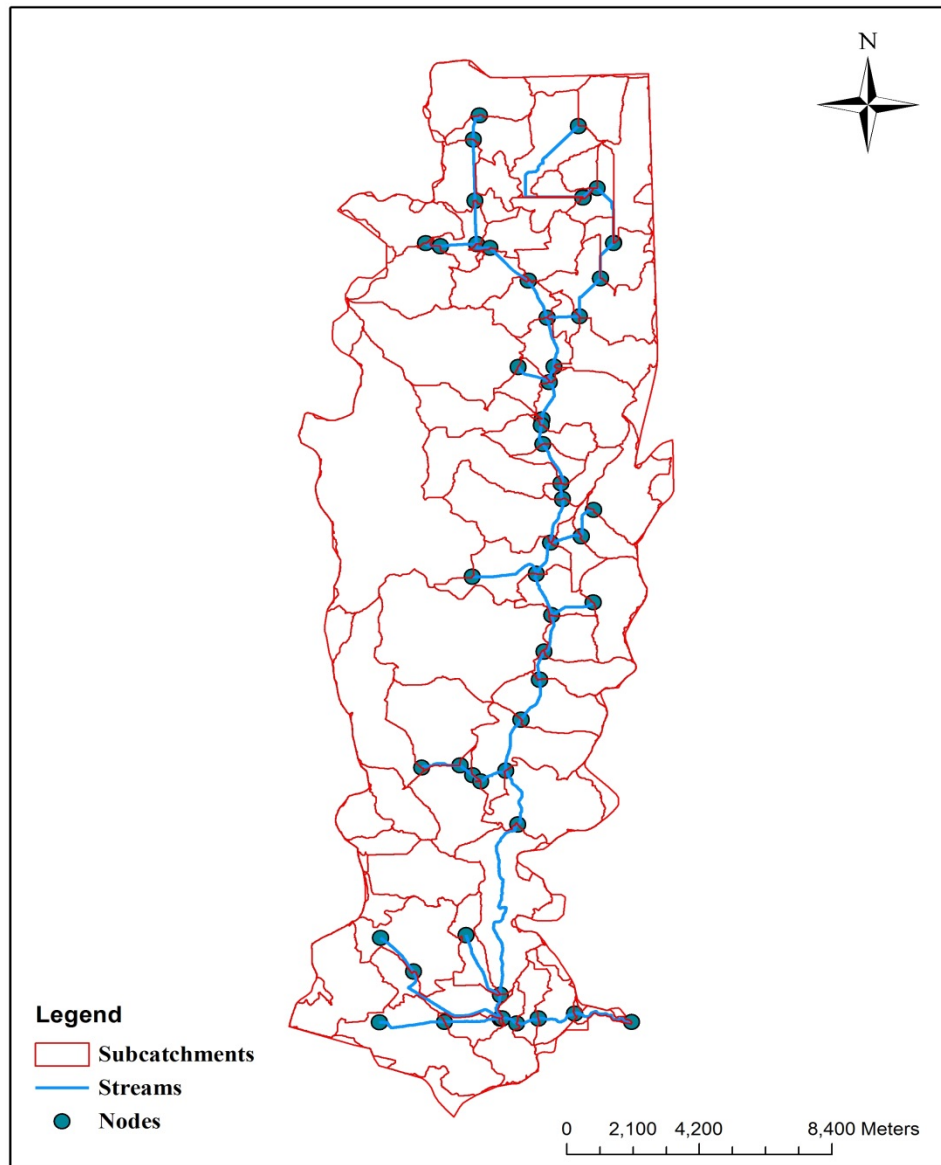 N
Legend
Subcatchments
Streams
Nodes
0 2,100 4,200 8,400 Meters